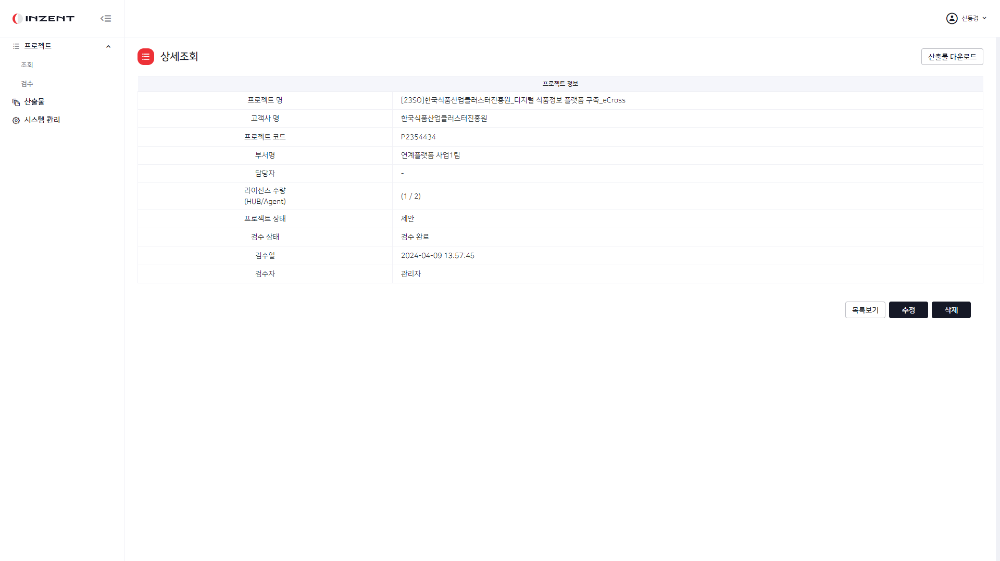 INZENT
신동경
프로젝트
조회
검수
산출물
시스템 관리
상세조회
산출물 다운로드
프로젝트 정보
프로젝트 명 [23SO]한국식품산업클러스터진흥원_디지털 식품정보 플랫폼 구축_eCross
고객사 명 한국식품산업클러스터진흥원
프로젝트 코드 P2354434
부서명 연계플랫폼 사업1팀
담당자 -
라이선스 수량
(HUB/Agent) (1 / 2)
프로젝트 상태 제안
검수 상태 검수 완료
검수일 2024-04-09 13:57:45
검수자 관리자
목록보기 수정 삭제